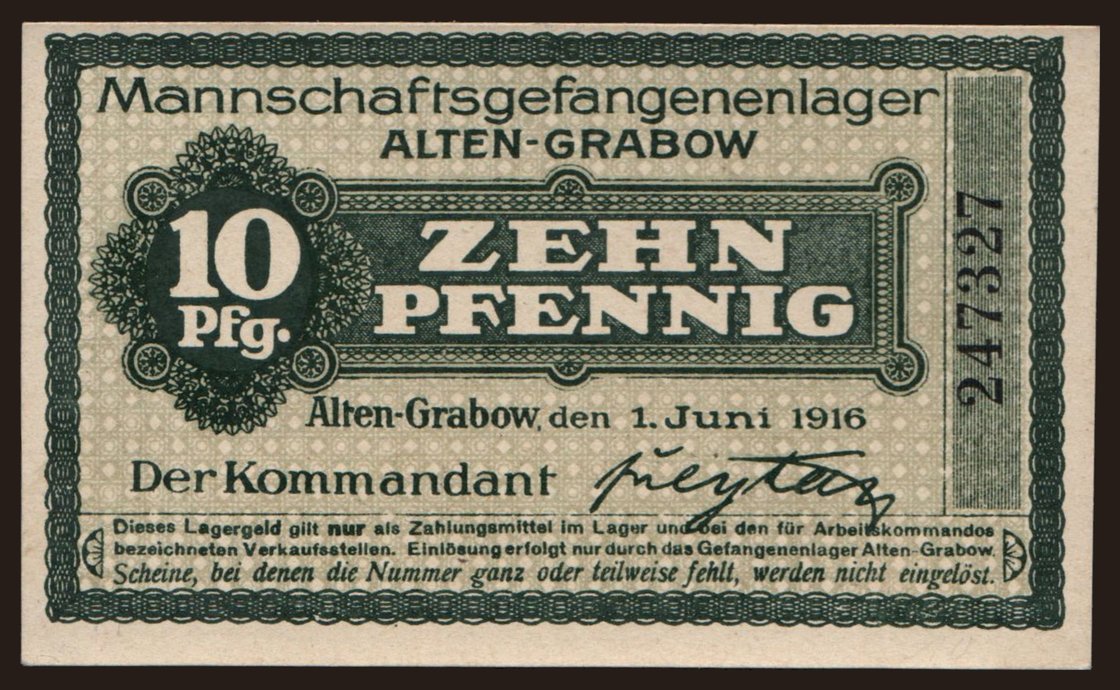 Mannschaftsgefangenenlager
ALTEN-GRABOW
10
Pfg.
ZEHN
PFENNIG
247327
Alten-Grabow, den 1. Juni 1916
Der Kommandant
Dieses Lagergeld gilt nur als Zahlungsmittel im Lager und bei den für Arbeitskommandos
bezeichneten Verkaufsstellen. Einlösung erfolgt nur durch das Gefangenenlager Alten-Grabow.
Scheine, bei denen die Nummer ganz oder teilweise fehlt, werden nicht eingelöst.